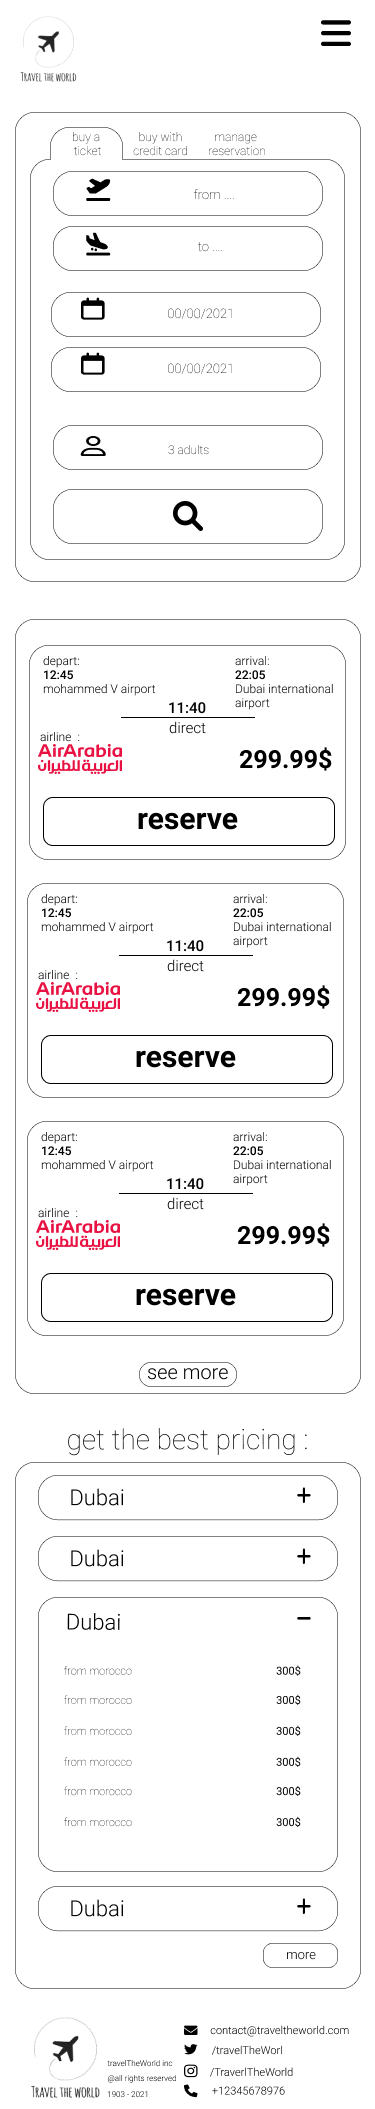 TRAVEL THE WORLD
buy a
ticket
buy with
credit card
manage
reservation
from ....
to ....
00/00/2021
00/00/2021
3 adults
depart:
12:45
mohammed V airport
arrival:
22:05
Dubai international
airport
11:40
direct
airline :
AirArabia
العربية للطيران
299.99$
reserve
depart:
12:45
mohammed V airport
arrival:
22:05
Dubai international
airport
11:40
direct
airline :
AirArabia
العربية للطيران
299.99$
reserve
depart:
12:45
mohammed V airport
arrival:
22:05
Dubai international
airport
11:40
direct
airline :
AirArabia
العربية للطيران
299.99$
reserve
see more
get the best pricing :
Dubai
Dubai
Dubai
from morocco 300$
from morocco 300$
from morocco 300$
from morocco 300$
from morocco 300$
from morocco 300$
Dubai
more
TRAVEL THE WORLD
travelTheWorld inc
@all rights reserved
1903 - 2021
contact@traveltheworld.com
/travelTheWorl
/TraverlTheWorld
+12345678976